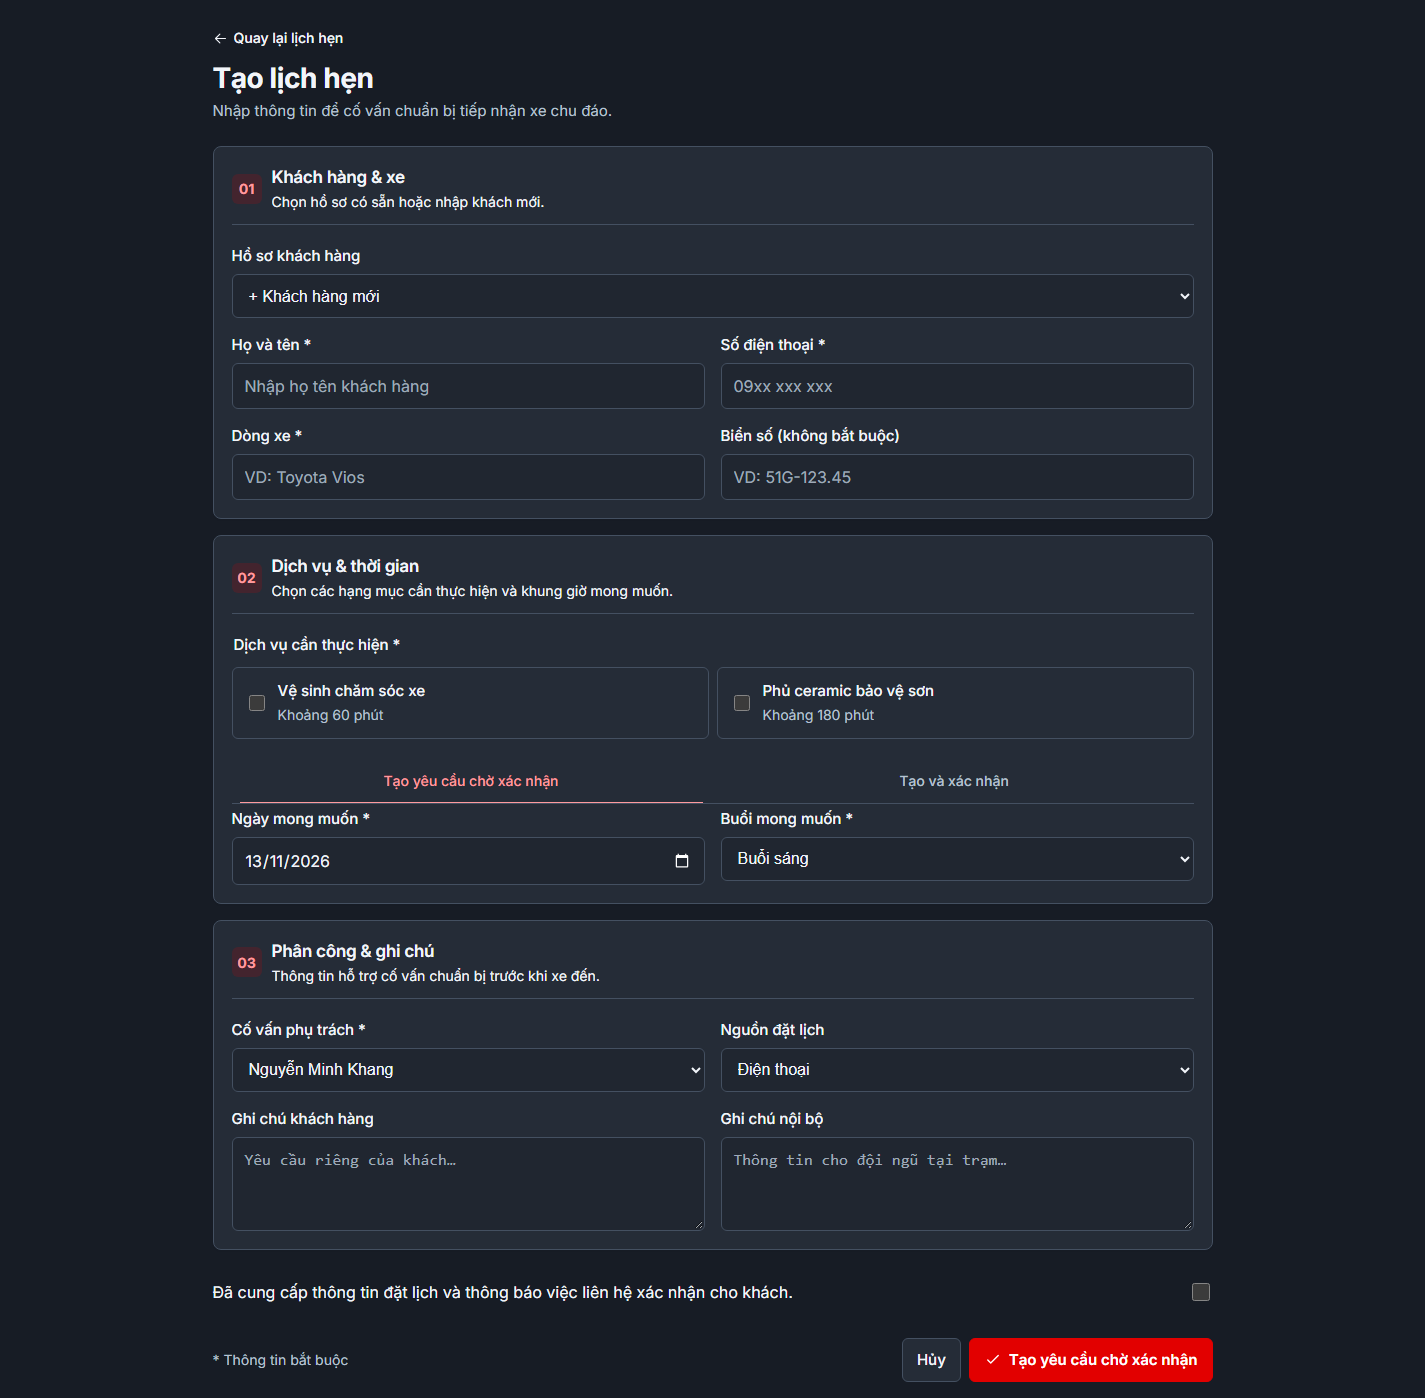 ← Quay lại lịch hẹn
Tạo lịch hẹn
Nhập thông tin để cố vấn chuẩn bị tiếp nhận xe chu đáo.
01
Khách hàng & xe
Chọn hồ sơ có sẵn hoặc nhập khách mới.
Hồ sơ khách hàng
+ Khách hàng mới
Họ và tên *
Số điện thoại *
Nhập họ tên khách hàng
09xx xxx xxx
Dòng xe *
Biển số (không bắt buộc)
VD: Toyota Vios
VD: 51G-123.45
02
Dịch vụ & thời gian
Chọn các hạng mục cần thực hiện và khung giờ mong muốn.
Dịch vụ cần thực hiện *
Vệ sinh chăm sóc xe
Khoảng 60 phút
Phủ ceramic bảo vệ sơn
Khoảng 180 phút
Tạo yêu cầu chờ xác nhận
Tạo và xác nhận
Ngày mong muốn *
Buổi mong muốn *
13/11/2026
Buổi sáng
03
Phân công & ghi chú
Thông tin hỗ trợ cố vấn chuẩn bị trước khi xe đến.
Cố vấn phụ trách *
Nguồn đặt lịch
Nguyễn Minh Khang
Điện thoại
Ghi chú khách hàng
Ghi chú nội bộ
Yêu cầu riêng của khách…
Thông tin cho đội ngũ tại trạm…
Đã cung cấp thông tin đặt lịch và thông báo việc liên hệ xác nhận cho khách.
* Thông tin bắt buộc
Hủy
Tạo yêu cầu chờ xác nhận